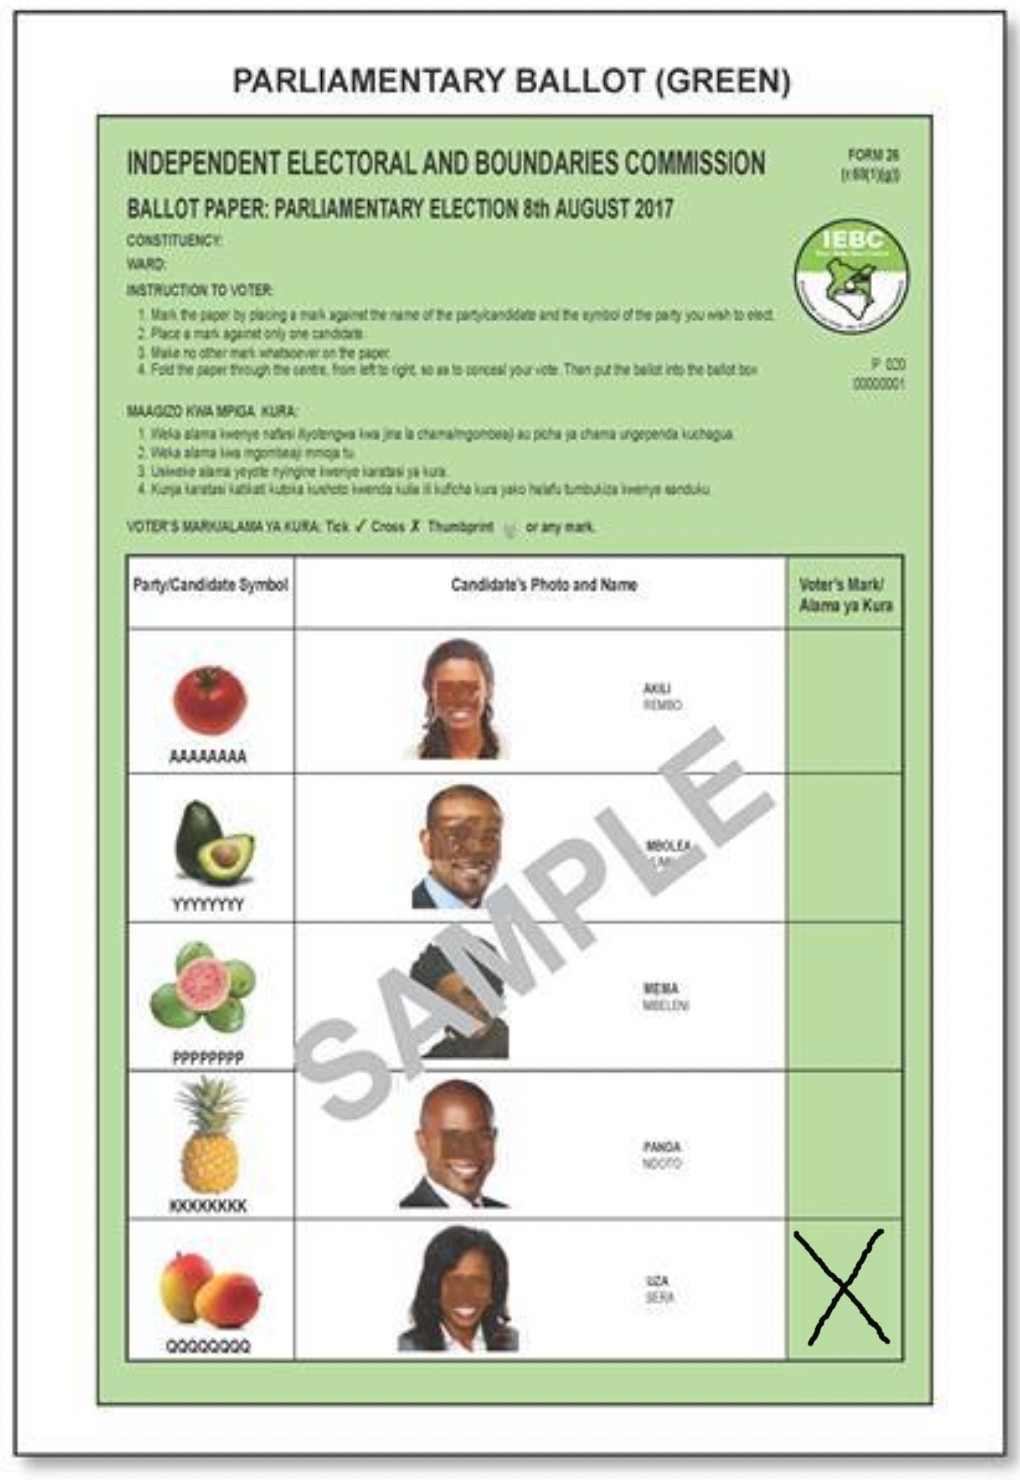 PARLIAMENTARY BALLOT (GREEN)
INDEPENDENT ELECTORAL AND BOUNDARIES COMMISSION
FORM 26
BALLOT PAPER: PARLIAMENTARY ELECTION 8th AUGUST 2017
CONSTITUENCY:
WARD:
IEBC
INSTRUCTION TO VOTER:
1. Mark the paper by placing a mark against the name of the party/candidate and the symbol of the party you wish to elect.
2. Place a mark against only one candidate.
3. Make no other mark whatsoever on the paper.
4. Fold the paper through the centre, from left to right, so as to conceal your vote. Then put the ballot into the ballot box
P 020
00000001
MAAGIZO KWA MPIGA KURA:
1. Weka alama kwenye nafasi iliyotengwa kwa jina la chama/mgombeaji au picha ya chama ungependa kuchagua.
2. Weka alama kwa mgombeaji mmoja tu.
3. Usiweke alama yeyote nyingine kwenye karatasi ya kura.
4. Kunja karatasi katikati kutoka kushoto kwenda kulia ili kuficha kura yako halafu tumbukiza kwenye sanduku.
VOTER'S MARK/ALAMA YA KURA: Tick ✓ Cross ✗ Thumbprint or any mark.
Party/Candidate Symbol
Candidate's Photo and Name
Voter's Mark/
Alama ya Kura
AKILI
REMBO
AAAAAAAA
MBOLEA
YYYYYYYY
MEMA
MBELENI
PPPPPPPP
PANDA
NDOTO
KKKKKKKK
UZA
SERA
QQQQQQQQ
X
SAMPLE